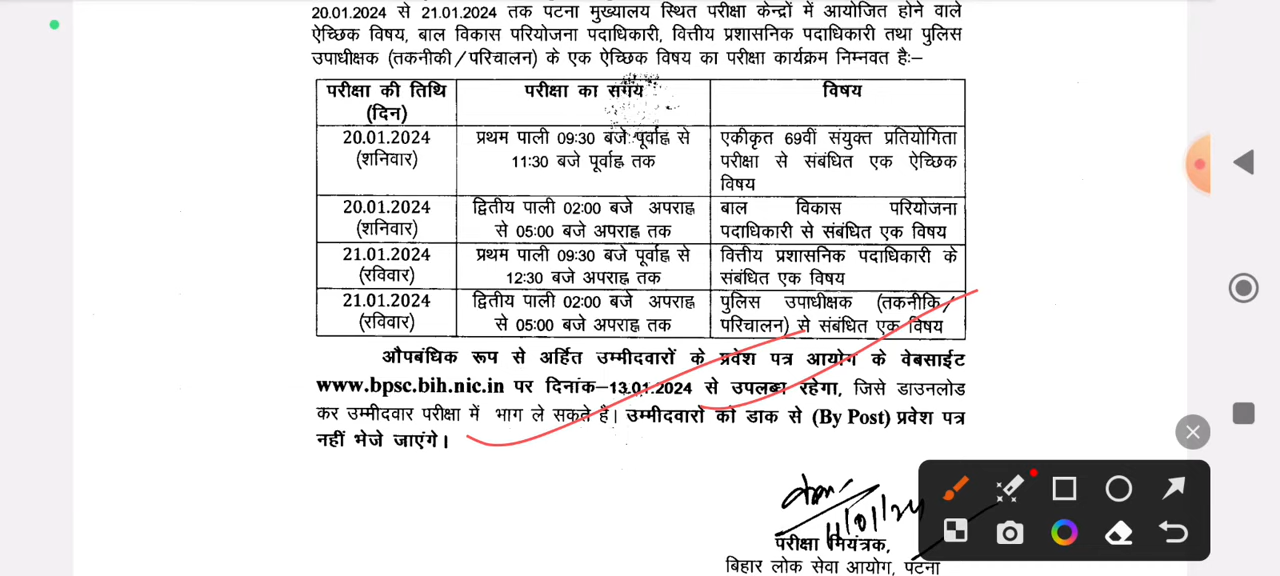 20.01.2024 से 21.01.2024 तक पटना मुख्यालय स्थित परीक्षा केन्द्रों में आयोजित होने वाले
ऐच्छिक विषय, बाल विकास परियोजना पदाधिकारी, वित्तीय प्रशासनिक पदाधिकारी तथा पुलिस
उपाधीक्षक (तकनीकी/परिचालन) के एक ऐच्छिक विषय का परीक्षा कार्यक्रम निम्नवत है:–
परीक्षा की तिथि (दिन) परीक्षा का समय विषय
20.01.2024 प्रथम पाली 09:30 बजे पूर्वाह्न से एकीकृत 69वीं संयुक्त प्रतियोगिता
(शनिवार) 11:30 बजे पूर्वाह्न तक परीक्षा से संबंधित एक ऐच्छिक
विषय
20.01.2024 द्वितीय पाली 02:00 बजे अपराह्न बाल विकास परियोजना
(शनिवार) से 05:00 बजे अपराह्न तक पदाधिकारी से संबंधित एक विषय
21.01.2024 प्रथम पाली 09:30 बजे पूर्वाह्न से वित्तीय प्रशासनिक पदाधिकारी के
(रविवार) 12:30 बजे अपराह्न तक संबंधित एक विषय
21.01.2024 द्वितीय पाली 02:00 बजे अपराह्न पुलिस उपाधीक्षक (तकनीकि/
(रविवार) से 05:00 बजे अपराह्न तक परिचालन) से संबंधित एक विषय
औपबंधिक रूप से अर्हित उम्मीदवारों के प्रवेश पत्र आयोग के वेबसाईट
www.bpsc.bih.nic.in पर दिनांक–13.01.2024 से उपलब्ध रहेगा, जिसे डाउनलोड
कर उम्मीदवार परीक्षा में भाग ले सकते हैं। उम्मीदवारों को डाक से (By Post) प्रवेश पत्र
नहीं भेजे जाएंगे।
11/01/24
परीक्षा नियंत्रक,
बिहार लोक सेवा आयोग, पटना